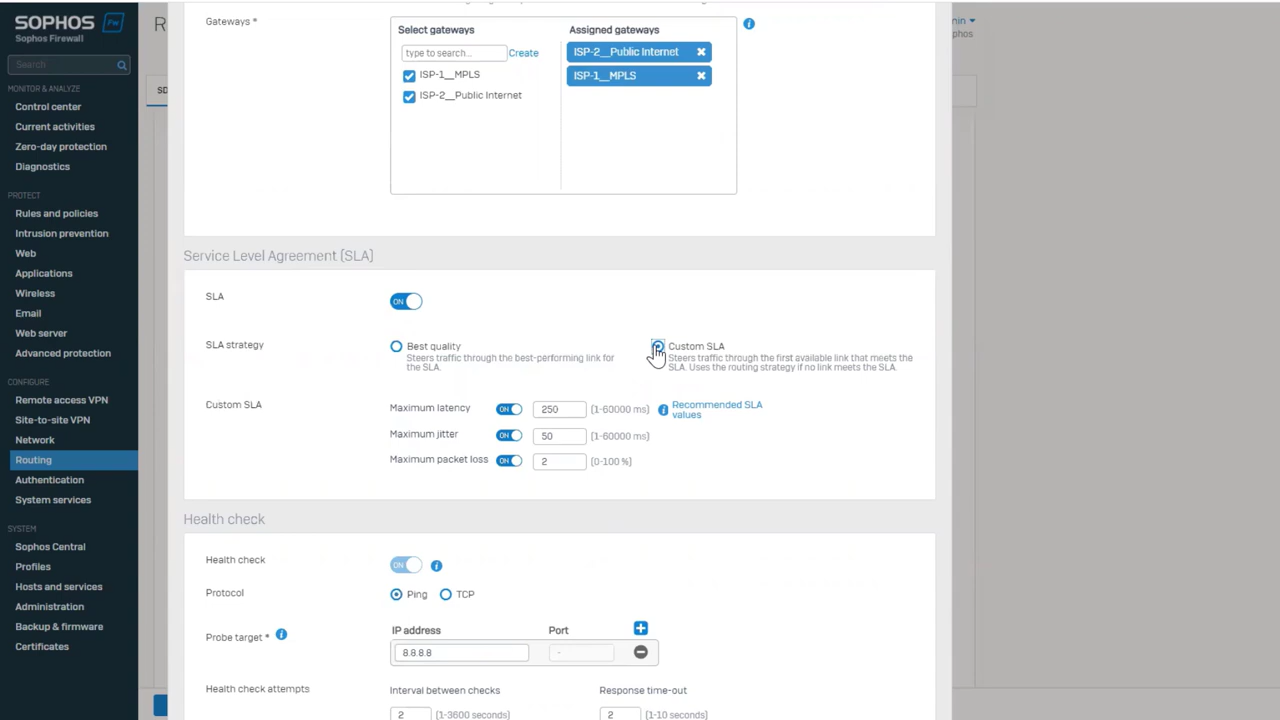 SOPHOS FW
Sophos Firewall
Search
MONITOR & ANALYZE
Control center
Current activities
Zero-day protection
Diagnostics
PROTECT
Rules and policies
Intrusion prevention
Web
Applications
Wireless
Email
Web server
Advanced protection
CONFIGURE
Remote access VPN
Site-to-site VPN
Network
Routing
Authentication
System services
SYSTEM
Sophos Central
Profiles
Hosts and services
Administration
Backup & firmware
Certificates
R
SD
Gateways *
Select gateways
Assigned gateways
type to search...
Create
ISP-2__Public Internet
ISP-1__MPLS
ISP-1__MPLS
ISP-2__Public Internet
Service Level Agreement (SLA)
SLA
ON
SLA strategy
Best quality
Steers traffic through the best-performing link for
the SLA.
Custom SLA
Steers traffic through the first available link that meets the
SLA. Uses the routing strategy if no link meets the SLA.
Custom SLA
Maximum latency ON 250 (1-60000 ms)
Recommended SLA
values
Maximum jitter ON 50 (1-60000 ms)
Maximum packet loss ON 2 (0-100 %)
Health check
Health check
ON
Protocol
Ping
TCP
Probe target *
IP address
Port
8.8.8.8
-
Health check attempts
Interval between checks
Response time-out
2 (1-3600 seconds)
2 (1-10 seconds)